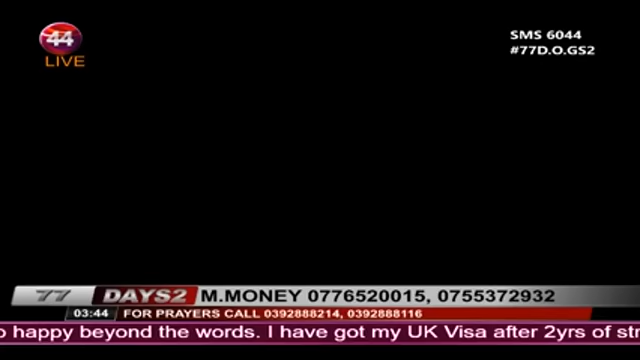 44
LIVE
SMS 6044
#77D.O.GS2
77 DAYS2 M.MONEY 0776520015, 0755372932
03:44 FOR PRAYERS CALL 0392888214, 0392888116
o happy beyond the words. I have got my UK Visa after 2yrs of str